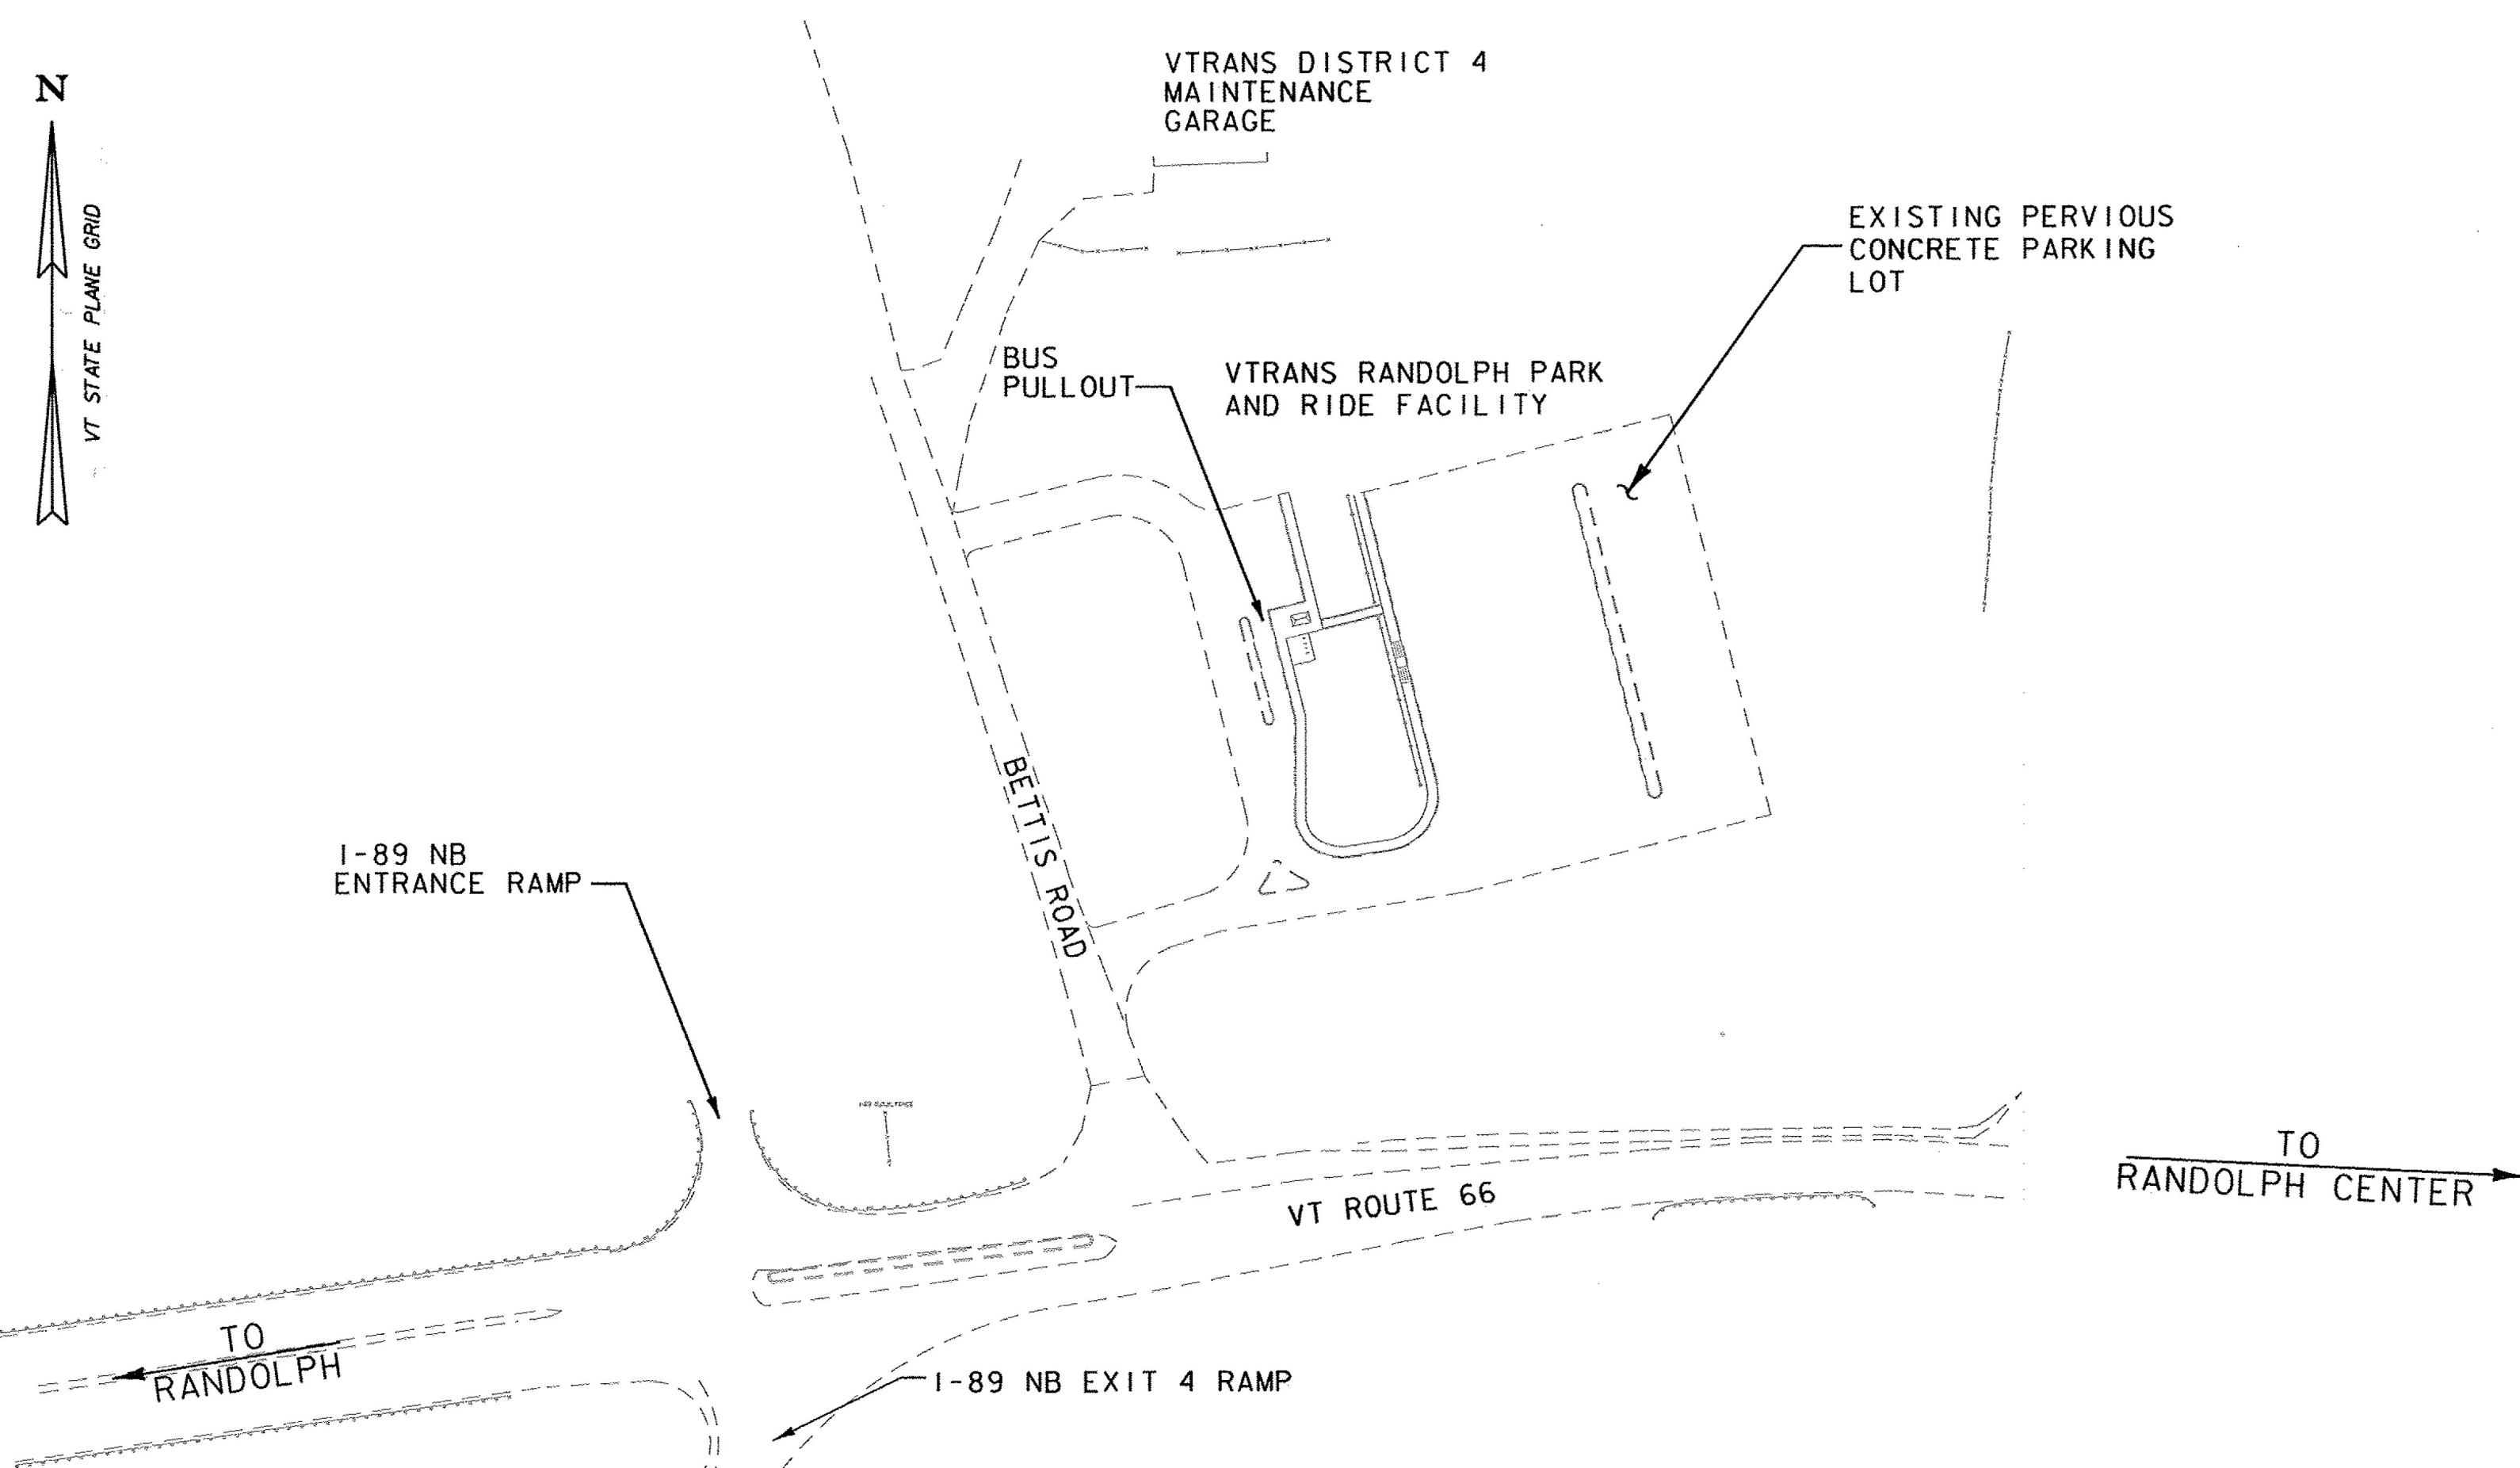 VTRANS DISTRICT 4
MAINTENANCE
GARAGE
N
VT STATE PLANE GRID
EXISTING PERVIOUS
CONCRETE PARKING
LOT
BUS
PULLOUT
VTRANS RANDOLPH PARK
AND RIDE FACILITY
BETTIS ROAD
I-89 NB
ENTRANCE RAMP
TO
RANDOLPH CENTER
VT ROUTE 66
TO
RANDOLPH
I-89 NB EXIT 4 RAMP